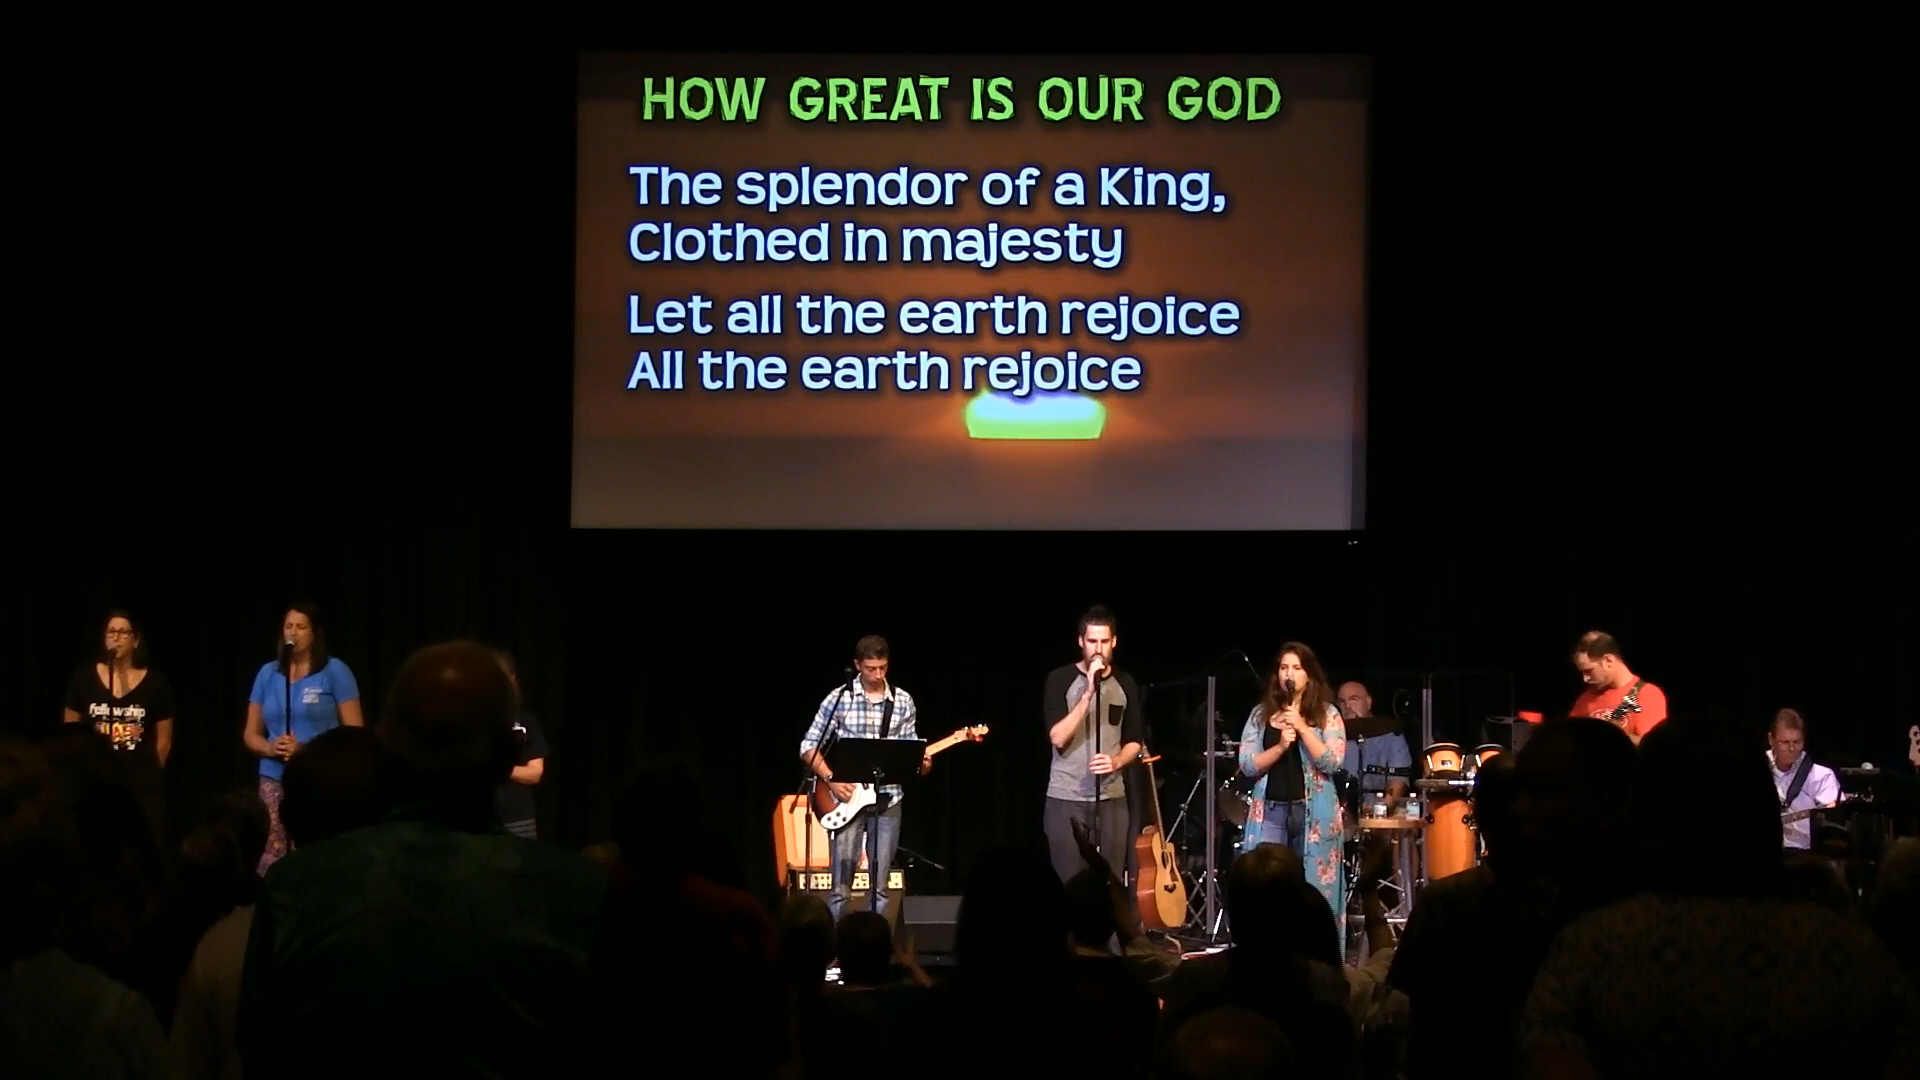 HOW GREAT IS OUR GOD
The splendor of a King,
Clothed in majesty
Let all the earth rejoice
All the earth rejoice
fellowship